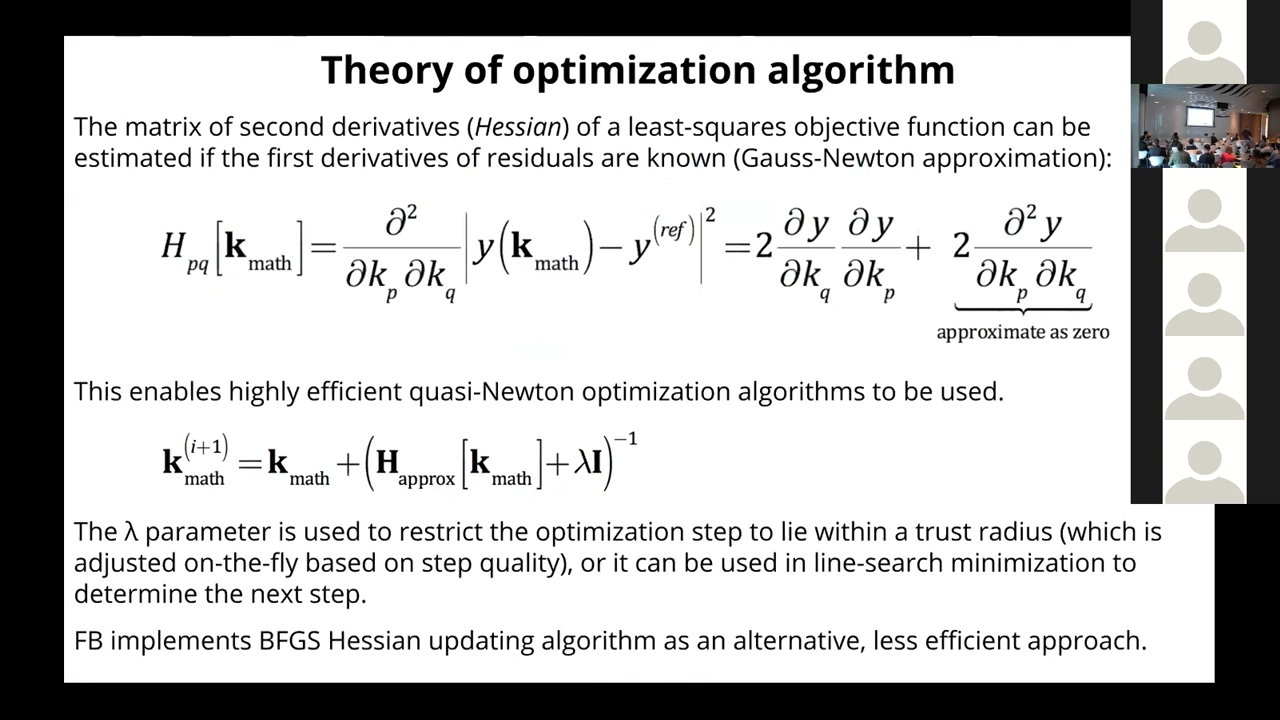 Theory of optimization algorithm
The matrix of second derivatives (Hessian) of a least-squares objective function can be
estimated if the first derivatives of residuals are known (Gauss-Newton approximation):
H_pq[k_math] = ∂²/∂k_p ∂k_q |y(k_math) − y^(ref)|² = 2 ∂y/∂k_q ∂y/∂k_p + 2 ∂²y/∂k_p ∂k_q
approximate as zero
This enables highly efficient quasi-Newton optimization algorithms to be used.
k_math^(i+1) = k_math + (H_approx[k_math] + λI)^−1
The λ parameter is used to restrict the optimization step to lie within a trust radius (which is
adjusted on-the-fly based on step quality), or it can be used in line-search minimization to
determine the next step.
FB implements BFGS Hessian updating algorithm as an alternative, less efficient approach.